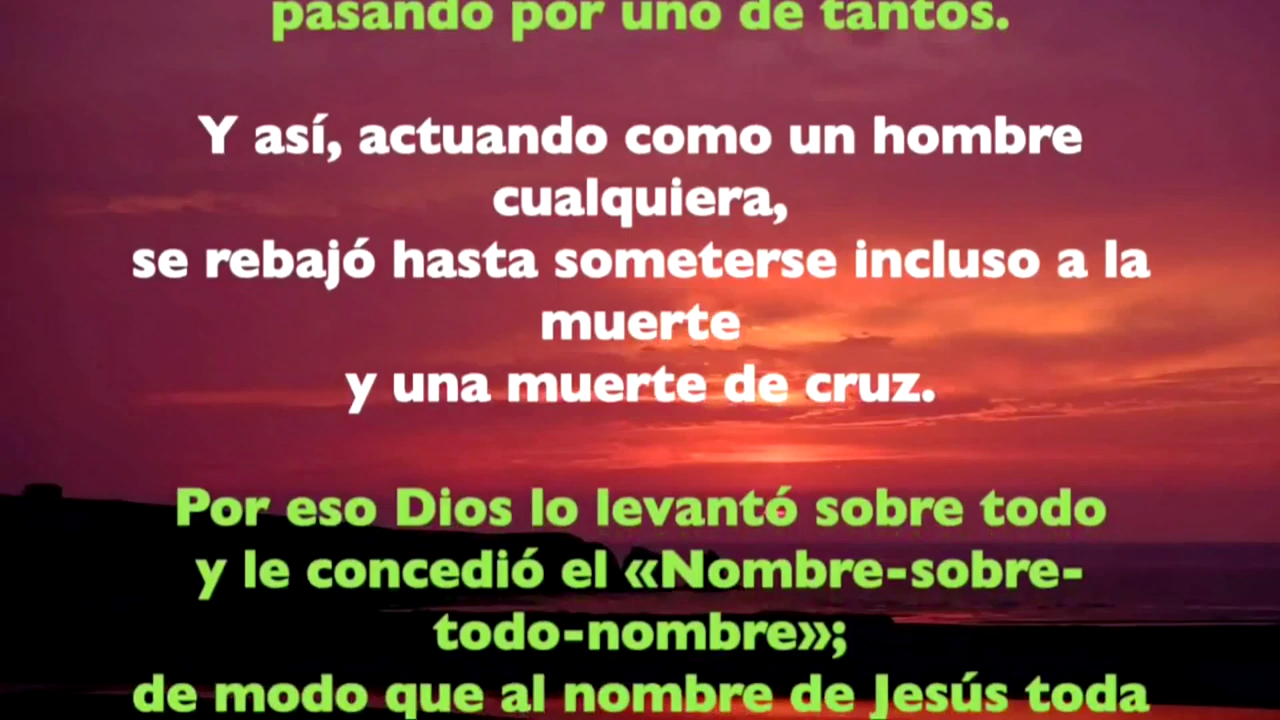 pasando por uno de tantos.
Y así, actuando como un hombre
cualquiera,
se rebajó hasta someterse incluso a la
muerte
y una muerte de cruz.
Por eso Dios lo levantó sobre todo
y le concedió el «Nombre-sobre-
todo-nombre»;
de modo que al nombre de Jesús toda